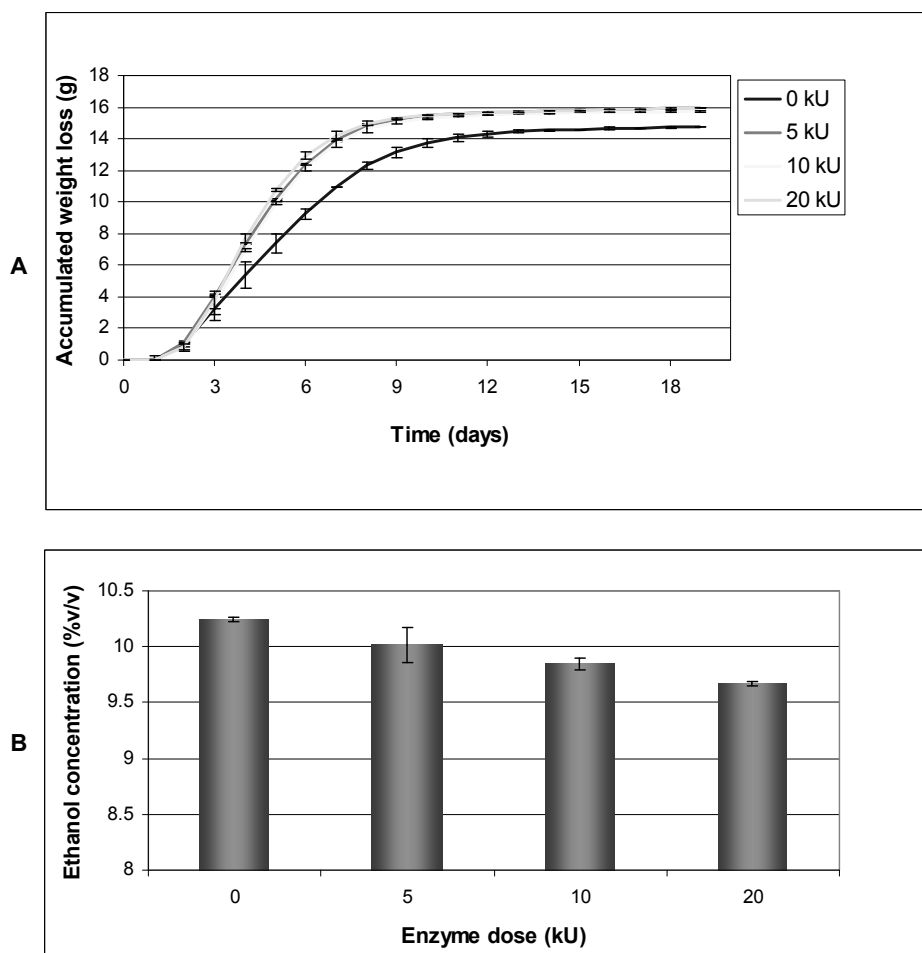 A
Accumulated weight loss (g)
18
16
14
12
10
8
6
4
2
0
0 3 6 9 12 15 18
Time (days)
0 kU
5 kU
10 kU
20 kU
B
Ethanol concentration (%v/v)
10.5
10
9.5
9
8.5
8
0 5 10 20
Enzyme dose (kU)